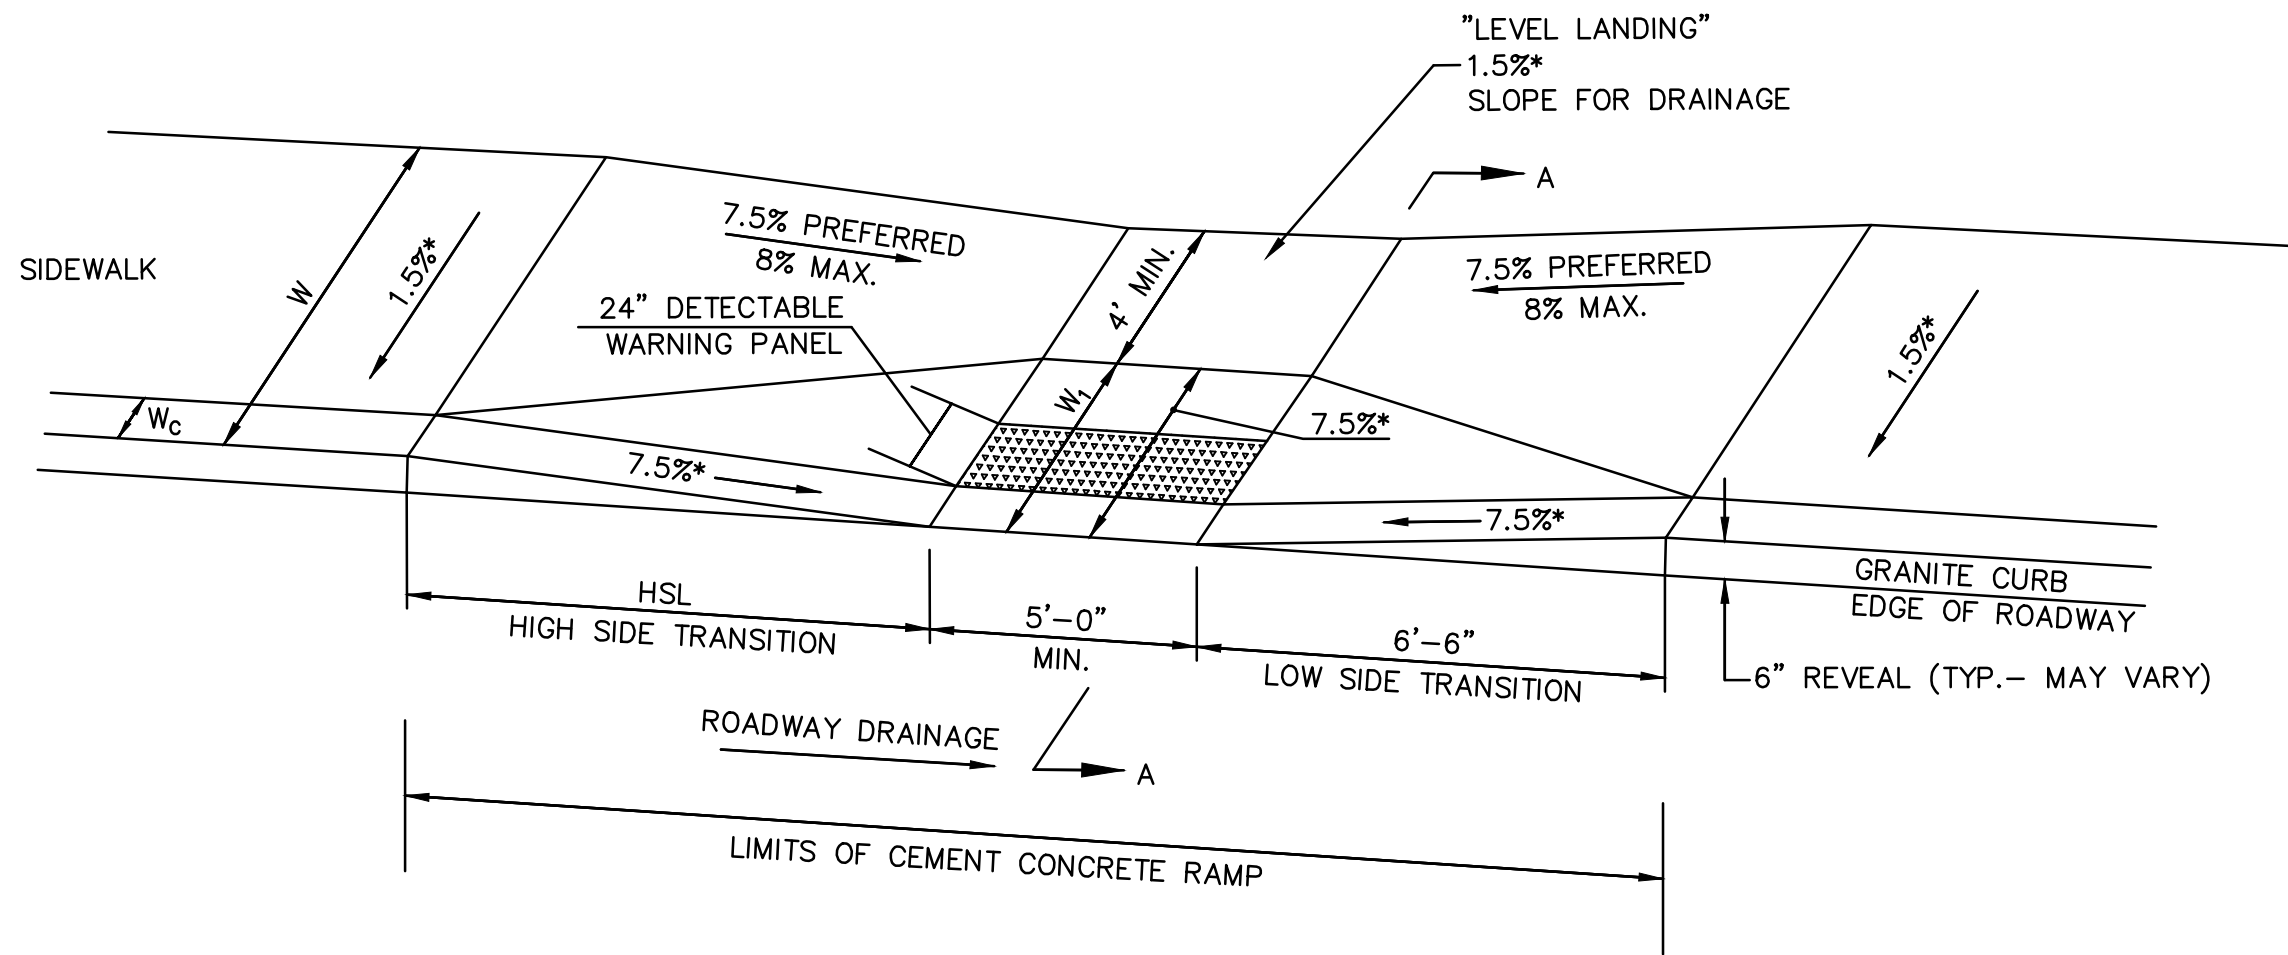 "LEVEL LANDING"
1.5%*
SLOPE FOR DRAINAGE
A
7.5% PREFERRED
8% MAX.
SIDEWALK
W
1.5%*
4' MIN.
7.5% PREFERRED
8% MAX.
24" DETECTABLE
WARNING PANEL
1.5%*
WC
W1
7.5%*
7.5%*
7.5%*
GRANITE CURB
EDGE OF ROADWAY
HSL
HIGH SIDE TRANSITION
5'-0"
MIN.
6'-6"
LOW SIDE TRANSITION
6" REVEAL (TYP.- MAY VARY)
ROADWAY DRAINAGE
A
LIMITS OF CEMENT CONCRETE RAMP